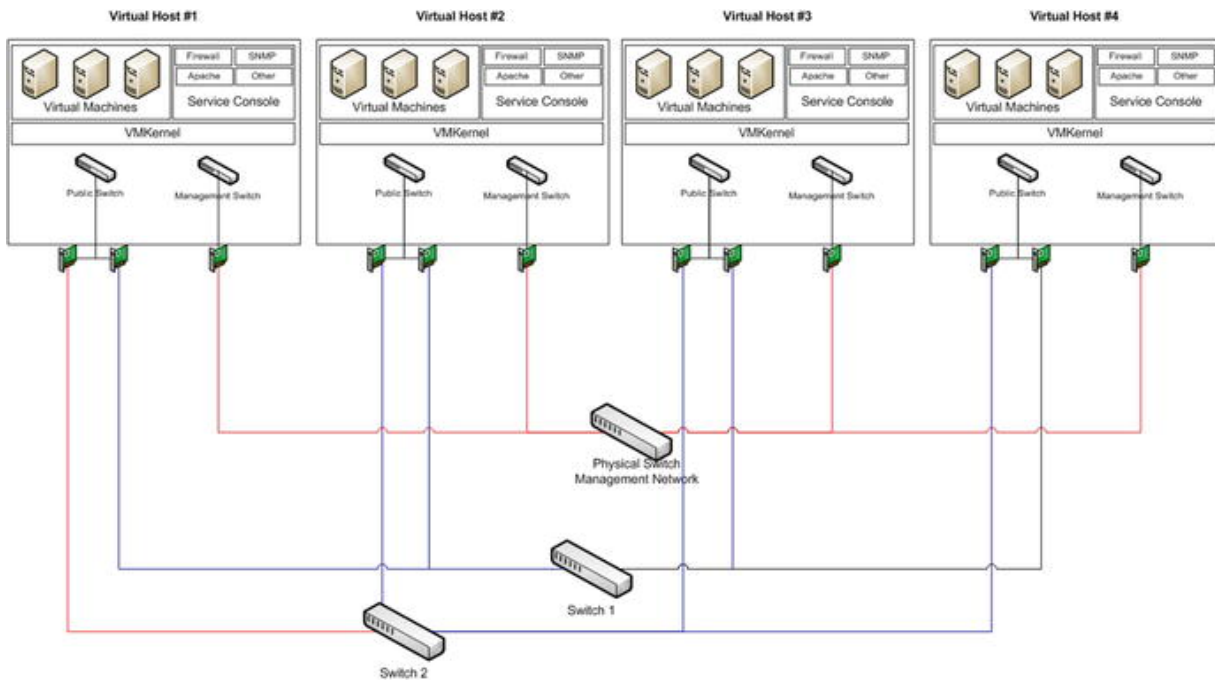 Virtual Host #1
Virtual Host #2
Virtual Host #3
Virtual Host #4
Firewall
SNMP
Apache
Other
Virtual Machines
Service Console
VMKernel
Public Switch
Management Switch
Firewall
SNMP
Apache
Other
Virtual Machines
Service Console
VMKernel
Public Switch
Management Switch
Firewall
SNMP
Apache
Other
Virtual Machines
Service Console
VMKernel
Public Switch
Management Switch
Firewall
SNMP
Apache
Other
Virtual Machines
Service Console
VMKernel
Public Switch
Management Switch
Physical Switch
Management Network
Switch 1
Switch 2